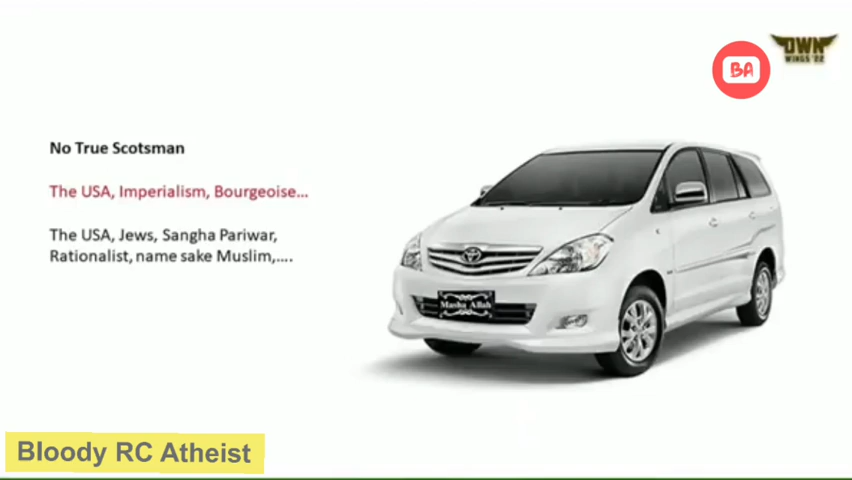 OWN
WINGS '22
BA
No True Scotsman
The USA, Imperialism, Bourgeoise...
The USA, Jews, Sangha Pariwar,
Rationalist, name sake Muslim,....
Masha Allah
Bloody RC Atheist